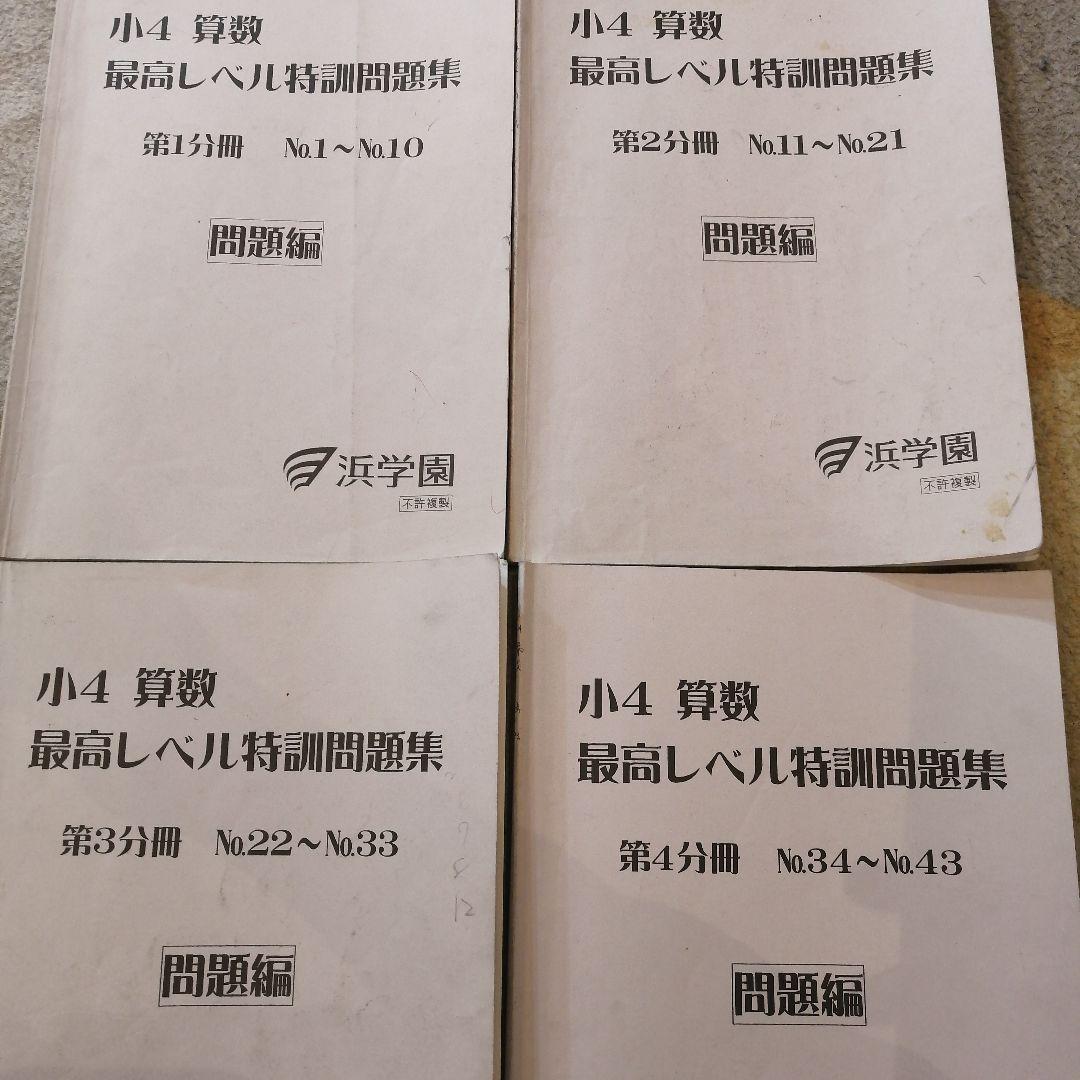 小4 算数
最高レベル特訓問題集
第1分冊 No.1～No.10
問題編
浜学園
不許複製
小4 算数
最高レベル特訓問題集
第2分冊 No.11～No.21
問題編
浜学園
不許複製
小4 算数
最高レベル特訓問題集
第3分冊 No.22～No.33
7
8
12
問題編
小4 算数
最高レベル特訓問題集
第4分冊 No.34～No.43
問題編